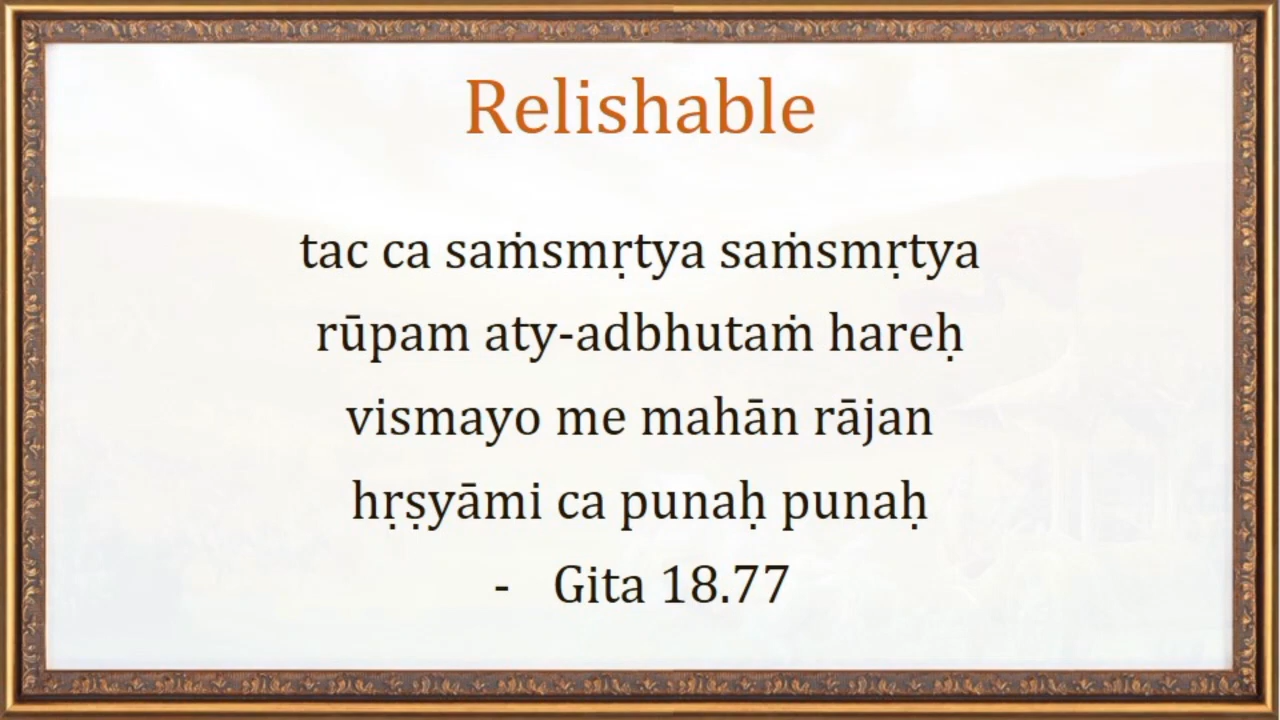 Relishable
tac ca saṁsmṛtya saṁsmṛtya
rūpam aty-adbhutaṁ hareḥ
vismayo me mahān rājan
hṛṣyāmi ca punaḥ punaḥ
- Gita 18.77